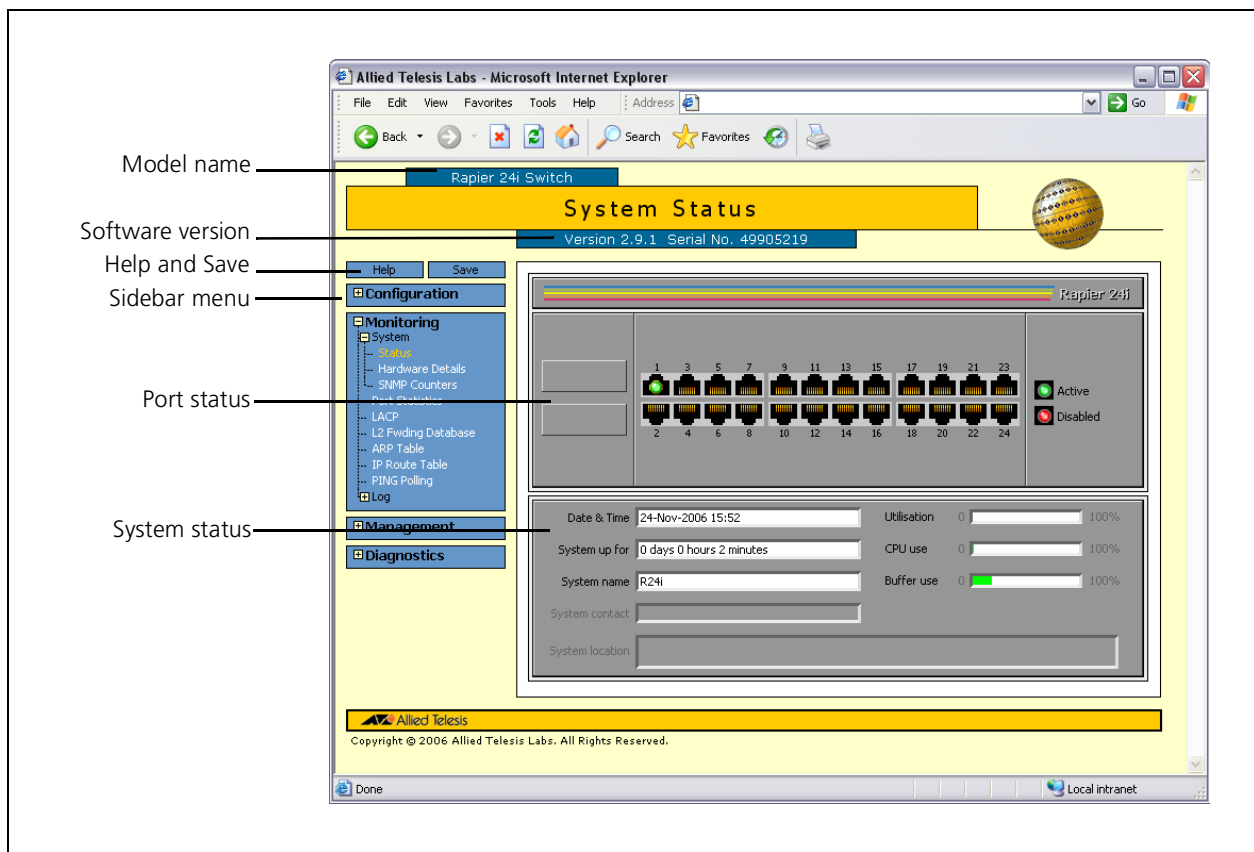 Allied Telesis Labs - Microsoft Internet Explorer
File Edit View Favorites Tools Help Address Go
Back Search Favorites
Model name
Rapier 24i Switch
System Status
Software version
Version 2.9.1 Serial No. 49905219
Help and Save
Help Save
Sidebar menu
Configuration
Rapier 24i
Monitoring
System
Status
Hardware Details
SNMP Counters
Port Statistics
LACP
L2 Fwding Database
ARP Table
IP Route Table
PING Polling
Log
Management
Diagnostics
Port status
1 3 5 7 9 11 13 15 17 19 21 23
2 4 6 8 10 12 14 16 18 20 22 24
Active
Disabled
System status
Date & Time 24-Nov-2006 15:52 Utilisation 0 100%
System up for 0 days 0 hours 2 minutes CPU use 0 100%
System name R24i Buffer use 0 100%
System contact
System location
Allied Telesis
Copyright © 2006 Allied Telesis Labs. All Rights Reserved.
Done Local intranet